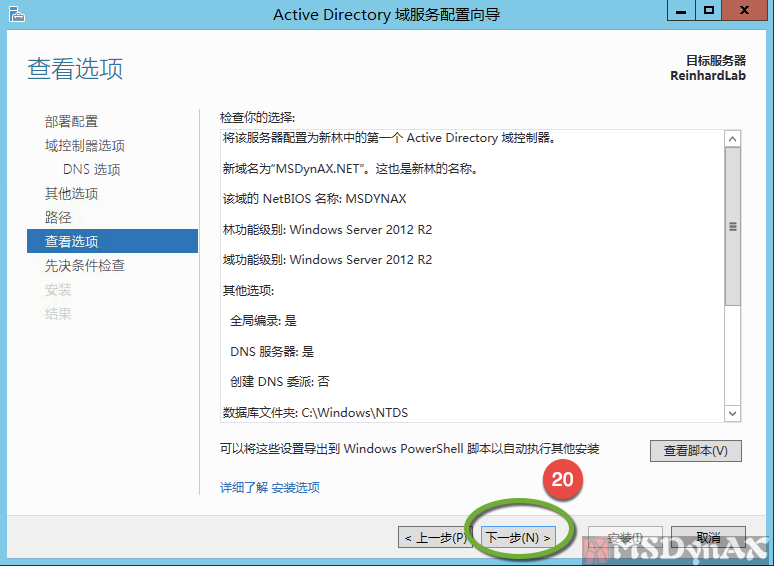 Active Directory 域服务配置向导
查看选项
目标服务器
ReinhardLab
部署配置
域控制器选项
DNS 选项
其他选项
路径
查看选项
先决条件检查
安装
结果
检查你的选择:
将该服务器配置为新林中的第一个 Active Directory 域控制器。
新域名为"MSDynAX.NET"。这也是新林的名称。
该域的 NetBIOS 名称: MSDYNAX
林功能级别: Windows Server 2012 R2
域功能级别: Windows Server 2012 R2
其他选项:
全局编录: 是
DNS 服务器: 是
创建 DNS 委派: 否
数据库文件夹: C:\Windows\NTDS
可以将这些设置导出到 Windows PowerShell 脚本以自动执行其他安装
查看脚本(V)
详细了解 安装选项
20
< 上一步(P)
下一步(N) >
安装(I)
取消
MSDynAX